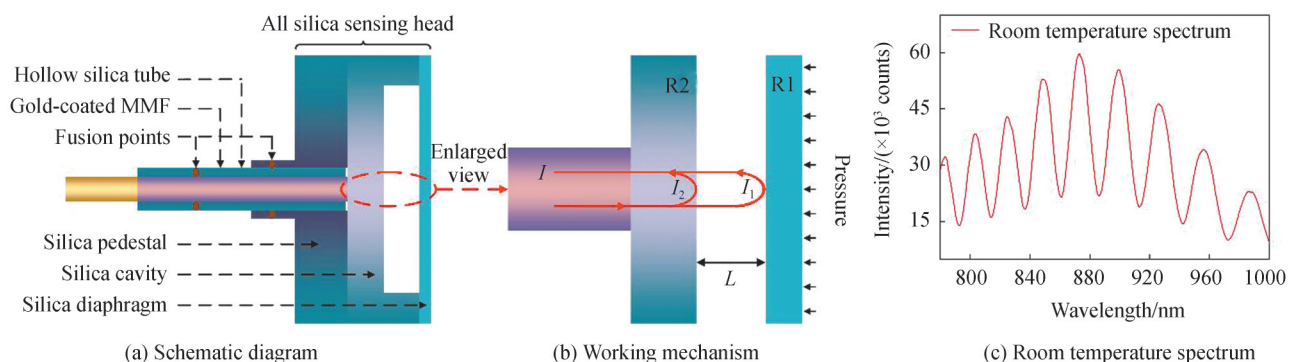 All silica sensing head
Hollow silica tube
Gold-coated MMF
Fusion points
Silica pedestal
Silica cavity
Silica diaphragm
(a) Schematic diagram
Enlarged
view
I
I2
I1
R2
R1
L
Pressure
(b) Working mechanism
Room temperature spectrum
Intensity/(×10³ counts)
60
45
30
15
800
840
880
920
960
1000
Wavelength/nm
(c) Room temperature spectrum